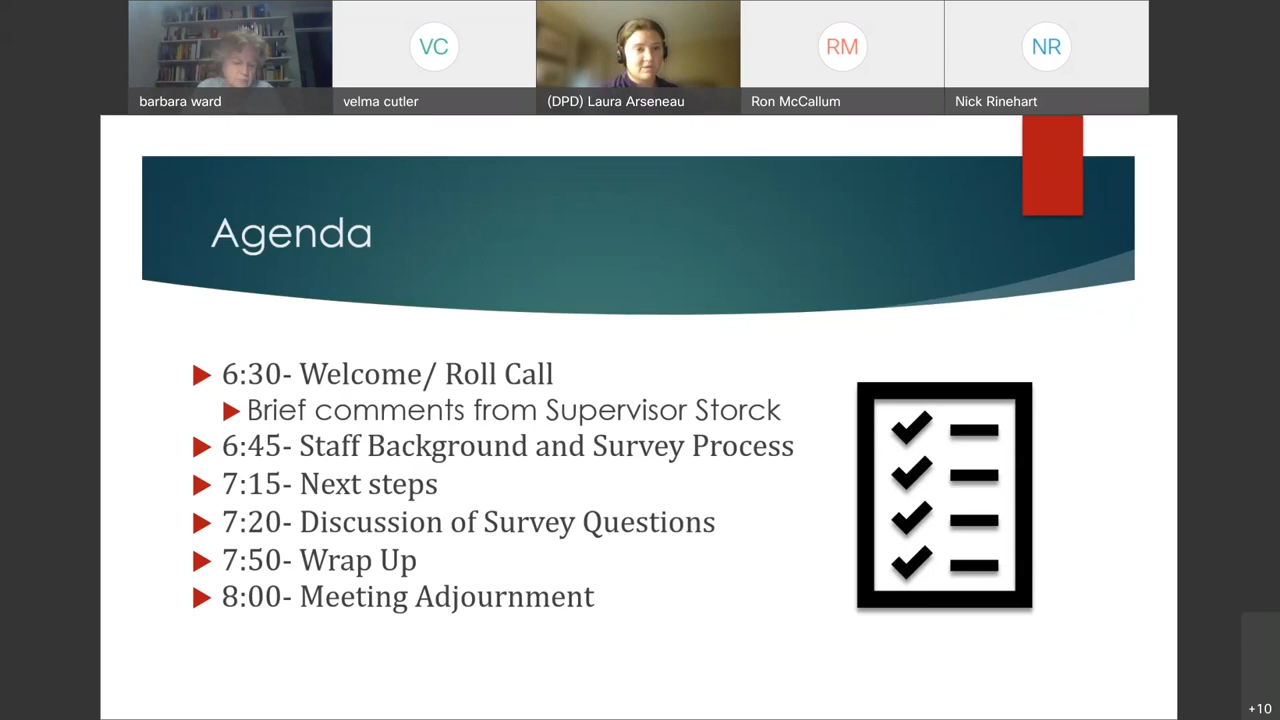 VC
RM
NR
barbara ward
velma cutler
(DPD) Laura Arseneau
Ron McCallum
Nick Rinehart
Agenda
6:30- Welcome/ Roll Call
Brief comments from Supervisor Storck
6:45- Staff Background and Survey Process
7:15- Next steps
7:20- Discussion of Survey Questions
7:50- Wrap Up
8:00- Meeting Adjournment
+10